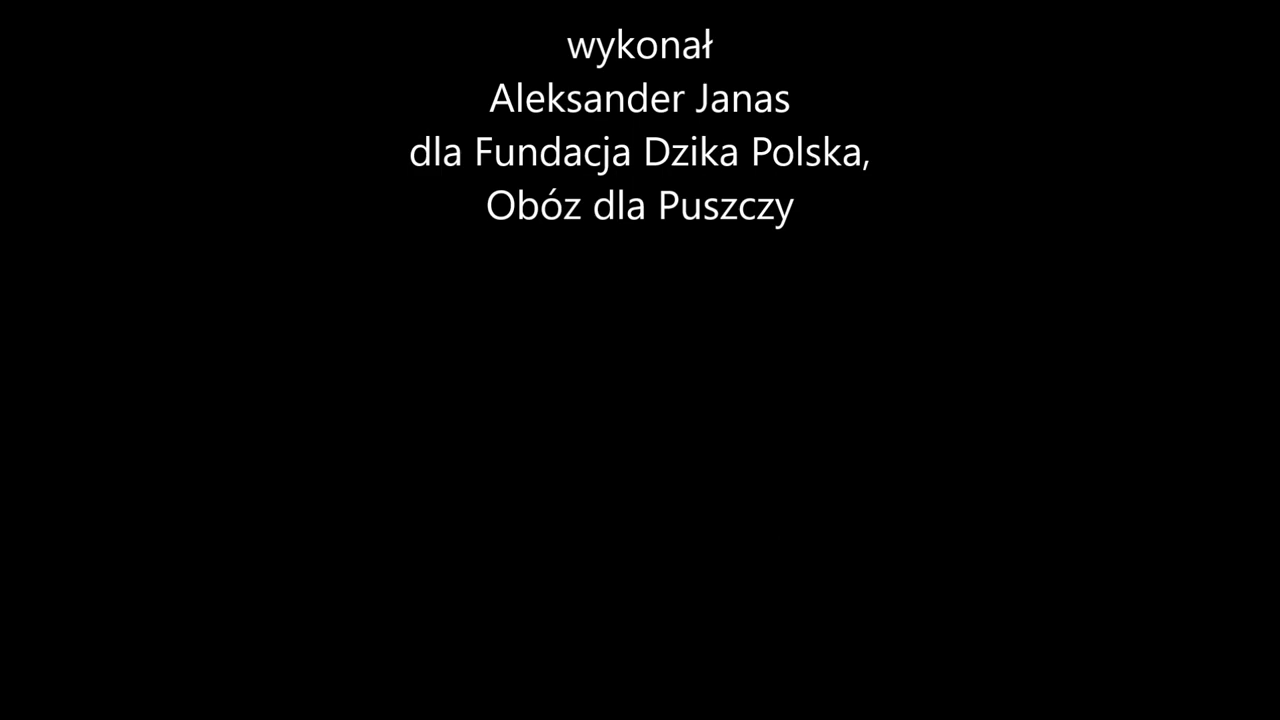 wykonał
Aleksander Janas
dla Fundacja Dzika Polska,
Obóz dla Puszczy